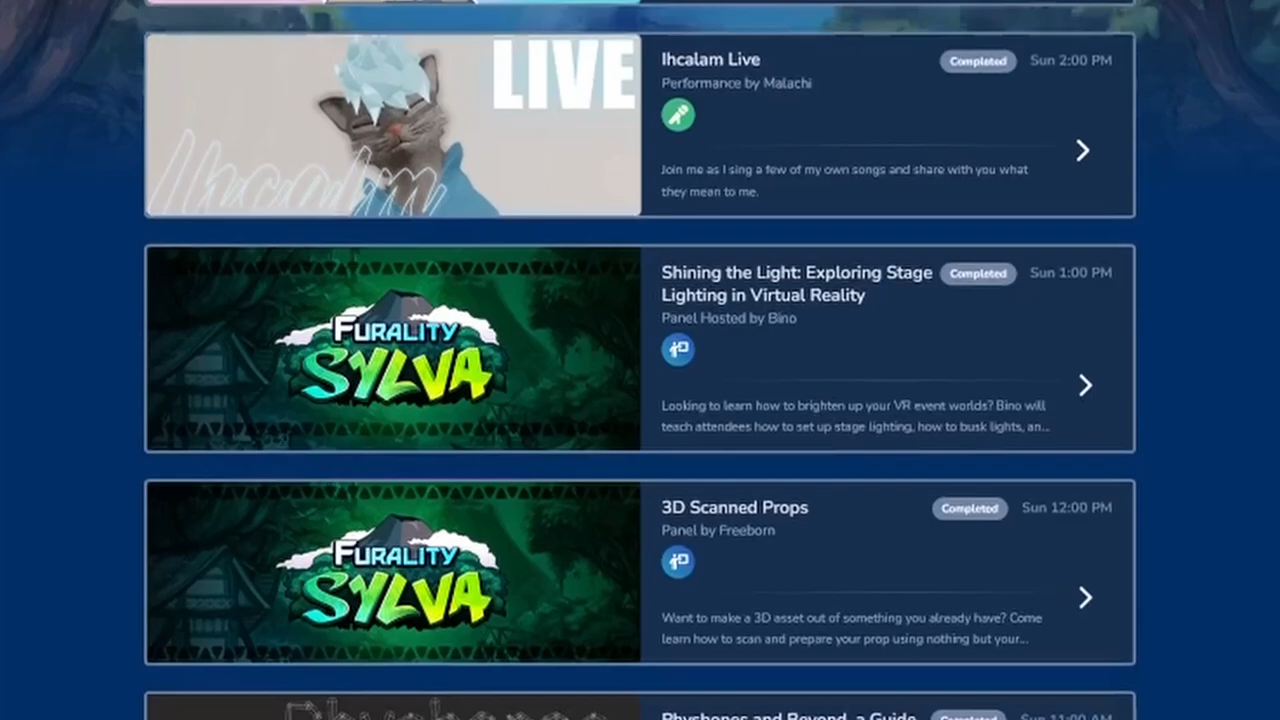 LIVE
Ihcalam
Ihcalam Live
Completed
Sun 2:00 PM
Performance by Malachi
Join me as I sing a few of my own songs and share with you what
they mean to me.
FURALITY
SYLVA
Shining the Light: Exploring Stage
Lighting in Virtual Reality
Completed
Sun 1:00 PM
Panel Hosted by Bino
Looking to learn how to brighten up your VR event worlds? Bino will
teach attendees how to set up stage lighting, how to busk lights, an...
FURALITY
SYLVA
3D Scanned Props
Completed
Sun 12:00 PM
Panel by Freeborn
Want to make a 3D asset out of something you already have? Come
learn how to scan and prepare your prop using nothing but your...
Physbones
Physbones and Beyond, a Guide
Completed
Sun 11:00 AM